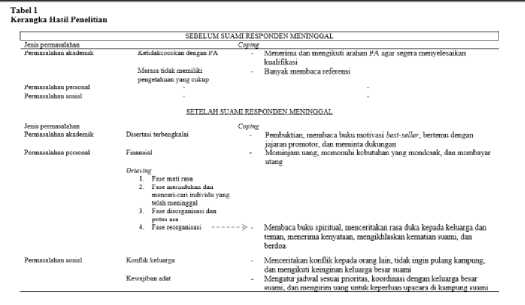 Tabel 1
Kerangka Hasil Penelitian
SEBELUM SUAMI RESPONDEN MENINGGAL
Jenis permasalahan Coping
Permasalahan akademik Ketidakcocokan dengan PA - Menerima dan mengikuti arahan PA agar segera menyelesaikan
kualifikasi
Merasa tidak memiliki - Banyak membaca referensi
pengetahuan yang cukup
Permasalahan personal - -
Permasalahan sosial - -
SETELAH SUAMI RESPONDEN MENINGGAL
Jenis permasalahan Coping
Permasalahan akademik Disertasi terbengkalai - Pembuktian, membaca buku motivasi best-seller, bertemu dengan
jajaran promotor, dan meminta dukungan
Permasalahan personal Finansial - Meminjam uang, memenuhi kebutuhan yang mendesak, dan membayar
utang
Grieving
1. Fase mati rasa
2. Fase merindukan dan
mencari-cari individu yang
telah meninggal
3. Fase disorganisasi dan
putus asa
4. Fase reorganisasi - Membaca buku spiritual, menceritakan rasa duka kepada keluarga dan
teman, menerima kenyataan, mengikhlaskan kematian suami, dan
berdoa
Permasalahan sosial Konflik keluarga - Menceritakan konflik kepada orang lain, tidak ingin pulang kampung,
dan mengikuti keinginan keluarga besar suami
Kewajiban adat - Mengatur jadwal sesuai prioritas, koordinasi dengan keluarga besar
suami, dan mengirim uang untuk keperluan upacara di kampung suami